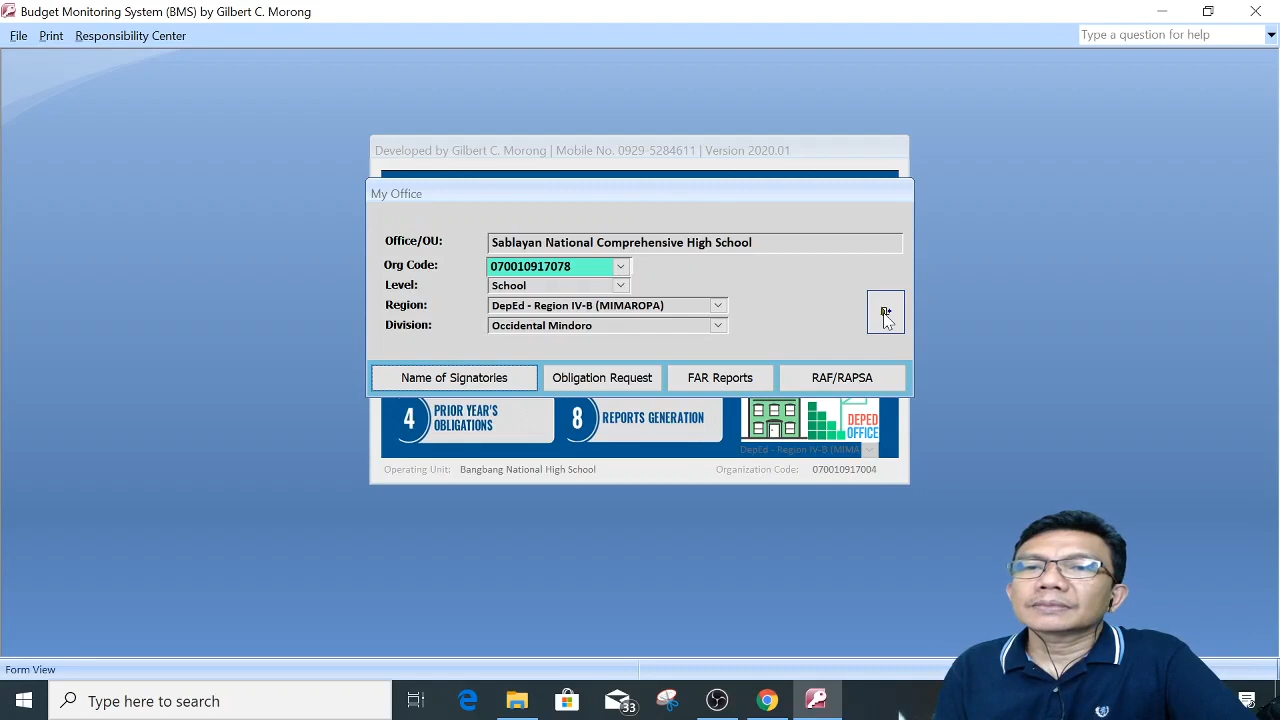 Budget Monitoring System (BMS) by Gilbert C. Morong
File Print Responsibility Center
Type a question for help
Developed by Gilbert C. Morong | Mobile No. 0929-5284611 | Version 2020.01
My Office
Office/OU: Sablayan National Comprehensive High School
Org Code: 070010917078
Level: School
Region: DepEd - Region IV-B (MIMAROPA)
Division: Occidental Mindoro
Name of Signatories Obligation Request FAR Reports RAF/RAPSA
4 PRIOR YEAR'S OBLIGATIONS
8 REPORTS GENERATION
DEPED
OFFICE
DepEd - Region IV-B (MIMA
Operating Unit: Bangbang National High School Organization Code: 070010917004
Form View
Type here to search
33